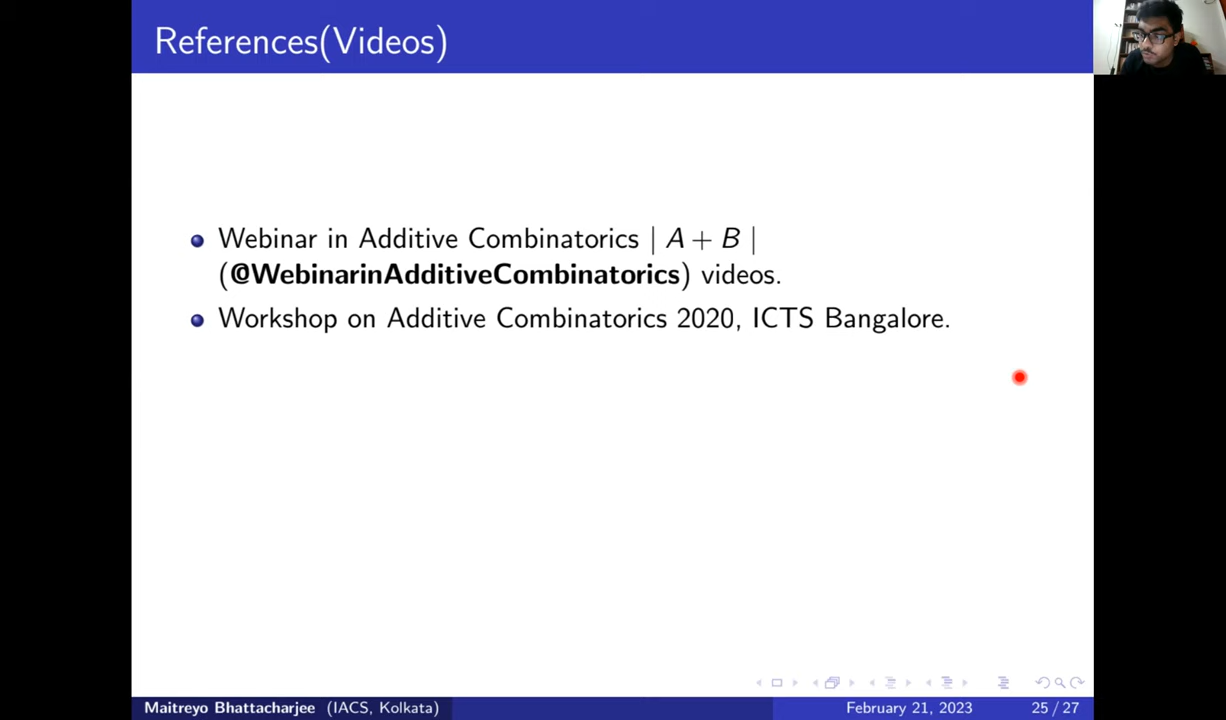 References(Videos)
Webinar in Additive Combinatorics | A + B |
(@WebinarinAdditiveCombinatorics) videos.
Workshop on Additive Combinatorics 2020, ICTS Bangalore.
Maitreyo Bhattacharjee (IACS, Kolkata) February 21, 2023 25 / 27